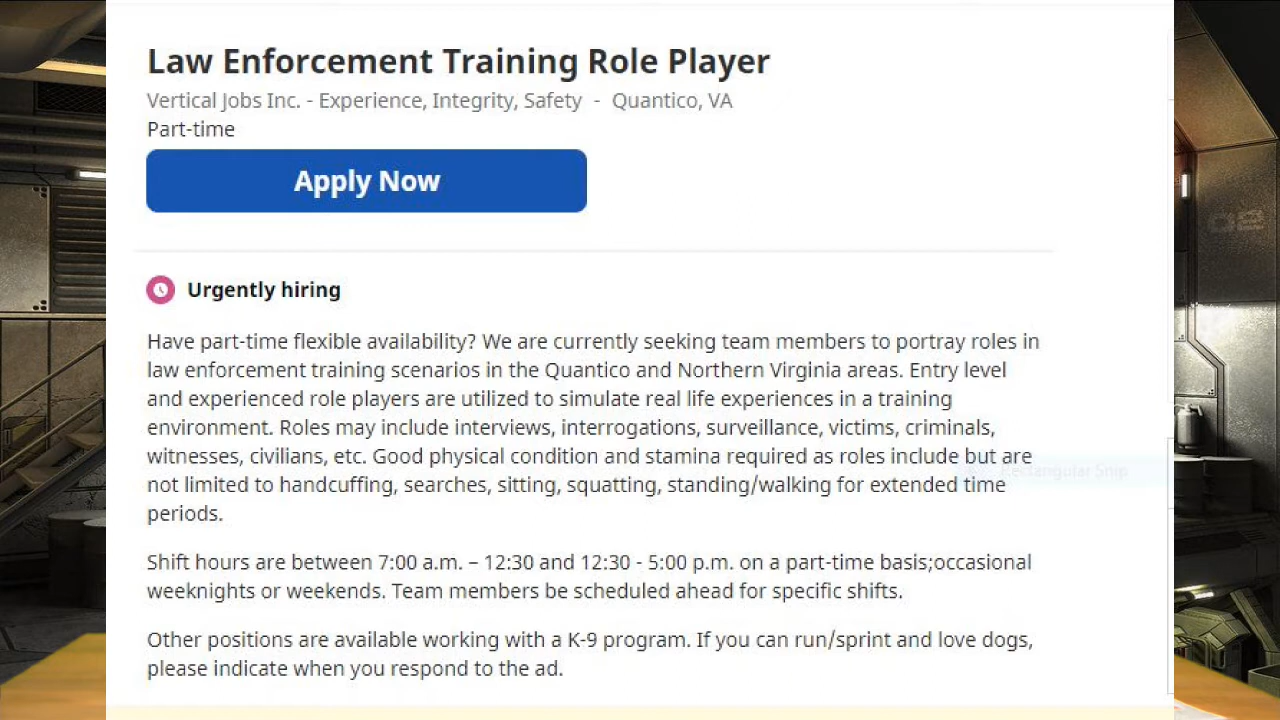 Law Enforcement Training Role Player
Vertical Jobs Inc. - Experience, Integrity, Safety - Quantico, VA
Part-time
Apply Now
Urgently hiring
Have part-time flexible availability? We are currently seeking team members to portray roles in
law enforcement training scenarios in the Quantico and Northern Virginia areas. Entry level
and experienced role players are utilized to simulate real life experiences in a training
environment. Roles may include interviews, interrogations, surveillance, victims, criminals,
witnesses, civilians, etc. Good physical condition and stamina required as roles include but are
Rectangular Snip
not limited to handcuffing, searches, sitting, squatting, standing/walking for extended time
periods.
Shift hours are between 7:00 a.m. – 12:30 and 12:30 - 5:00 p.m. on a part-time basis;occasional
weeknights or weekends. Team members be scheduled ahead for specific shifts.
Other positions are available working with a K-9 program. If you can run/sprint and love dogs,
please indicate when you respond to the ad.